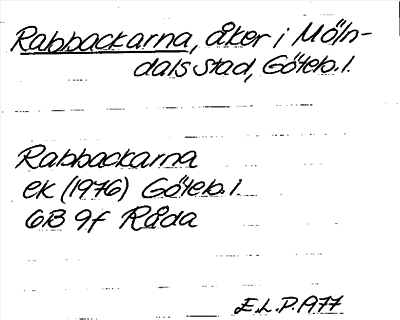 Rabbackarna, åker i Möln-
dals stad, Göteb. l.
Rabbackarna
ek (1976) Göteb. l.
6B 9f Råda
E.L.P. 1977